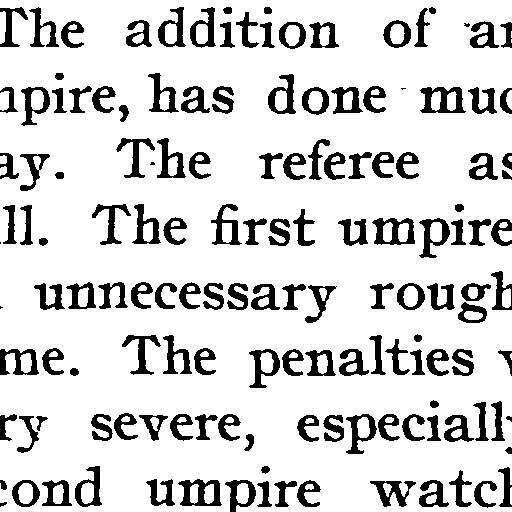 The addition of an
npire, has done muc
ay. The referee as
ll. The first umpire
unnecessary rough
me. The penalties v
ry severe, especially
cond umpire watch